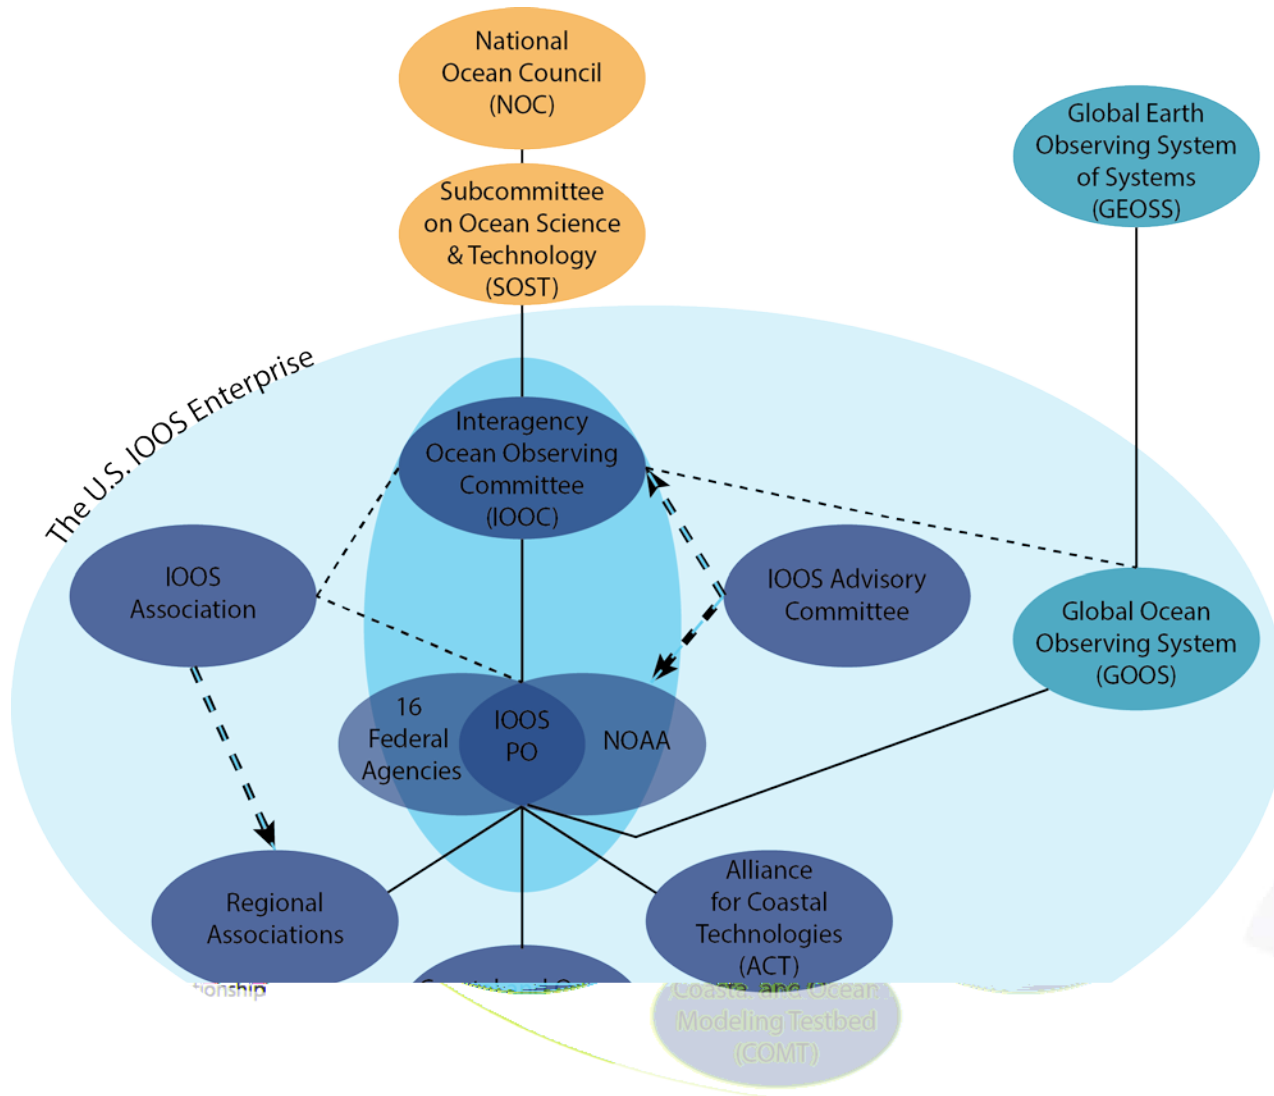 National
Ocean Council
(NOC)
Subcommittee
on Ocean Science
& Technology
(SOST)
Global Earth
Observing System
of Systems
(GEOSS)
The U.S. IOOS Enterprise
Interagency
Ocean Observing
Committee
(IOOC)
IOOS
Association
IOOS Advisory
Committee
Global Ocean
Observing System
(GOOS)
16
Federal
Agencies
IOOS
PO
NOAA
Regional
Associations
Alliance
for Coastal
Technologies
(ACT)
and Ocean
Modeling Testbed
(COMT)